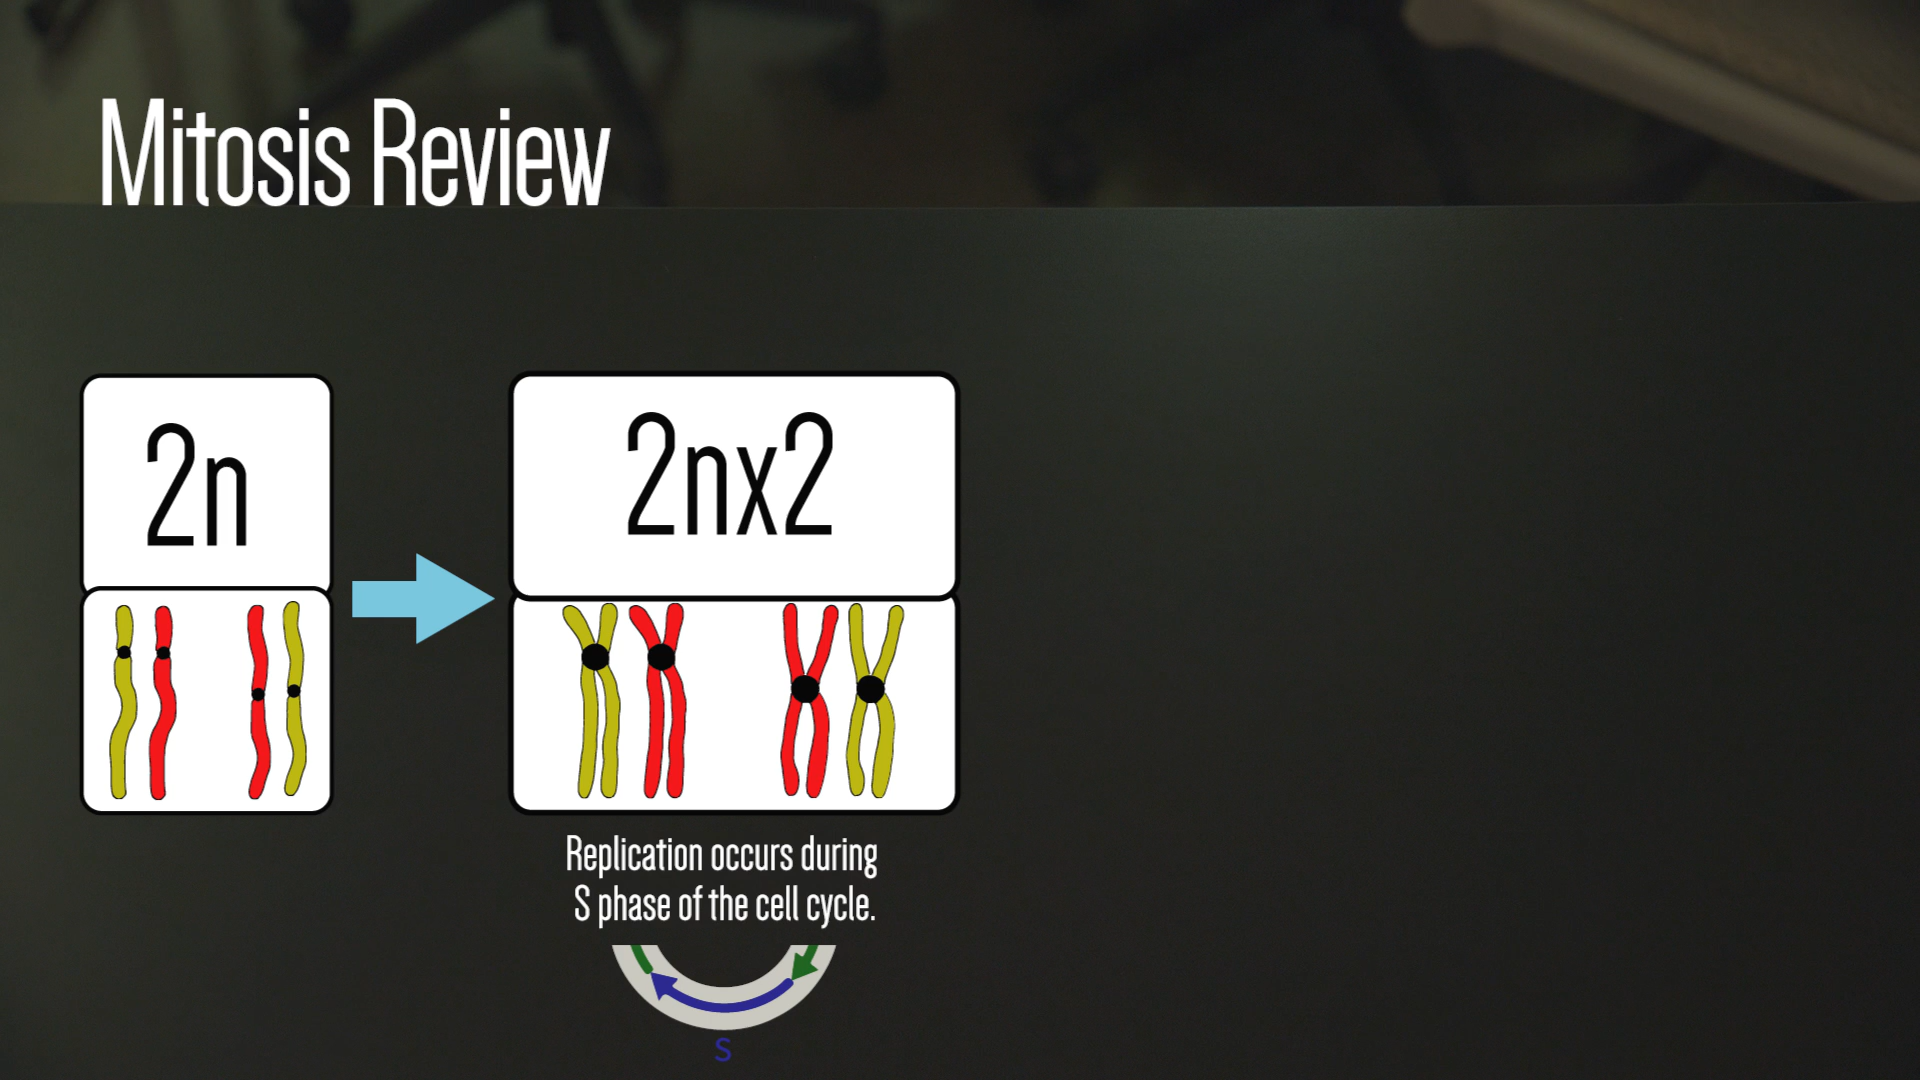 Mitosis Review
2n
2nx2
Replication occurs during
S phase of the cell cycle.
S